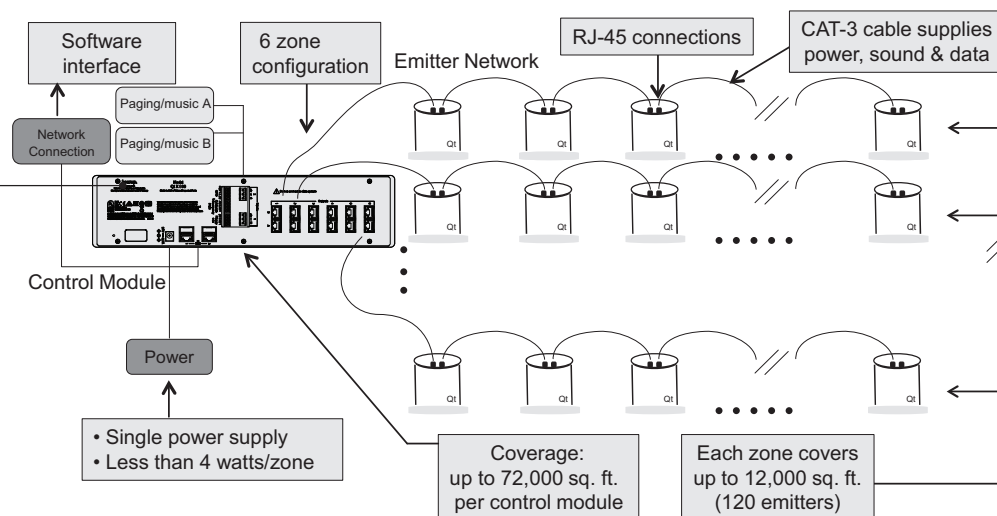 Software
interface
6 zone
configuration
Emitter Network
RJ-45 connections
CAT-3 cable supplies
power, sound & data
Paging/music A
Paging/music B
Network
Connection
Qt
Qt
Qt
Qt
Qt
Qt
Qt
Qt
Control Module
Power
Qt
Qt
Qt
Qt
• Single power supply
• Less than 4 watts/zone
Coverage:
up to 72,000 sq. ft.
per control module
Each zone covers
up to 12,000 sq. ft.
(120 emitters)